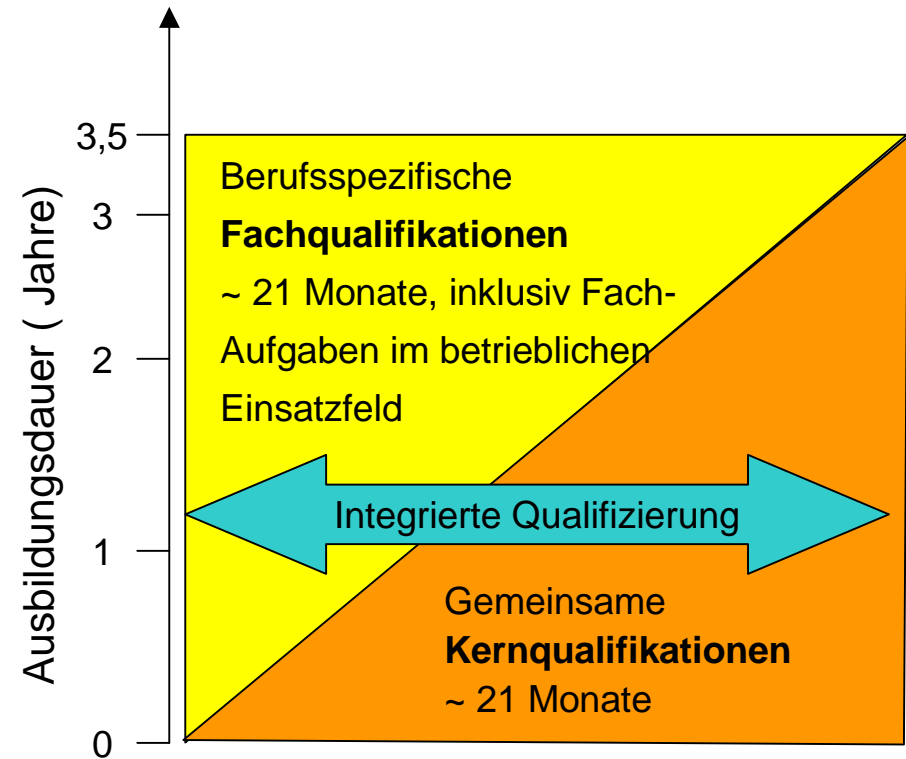 Ausbildungsdauer ( Jahre)
3,5
3
2
1
0
Berufsspezifische
Fachqualifikationen
~ 21 Monate, inklusiv Fach-
Aufgaben im betrieblichen
Einsatzfeld
Integrierte Qualifizierung
Gemeinsame
Kernqualifikationen
~ 21 Monate